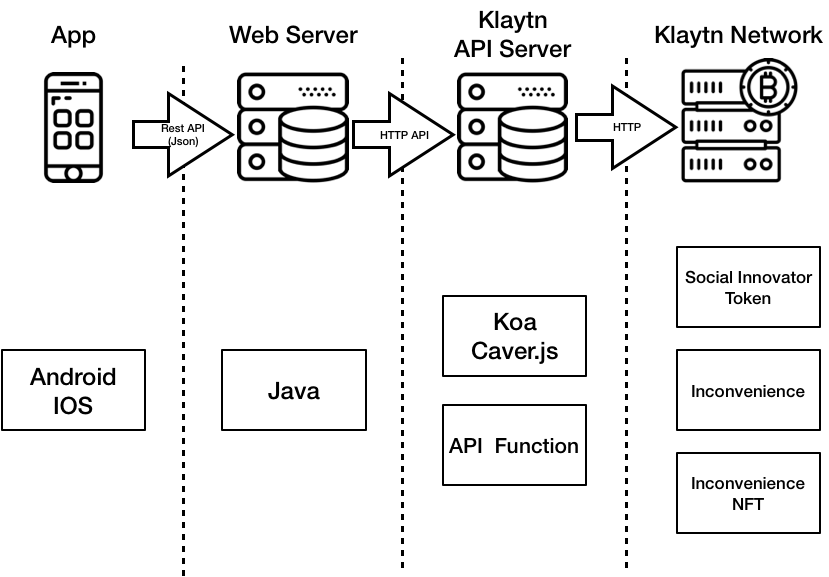 App
Web Server
Klaytn
API Server
Klaytn Network
Rest API
(Json)
HTTP API
HTTP
Android
IOS
Java
Koa
Caver.js
API Function
Social Innovator
Token
Inconvenience
Inconvenience
NFT